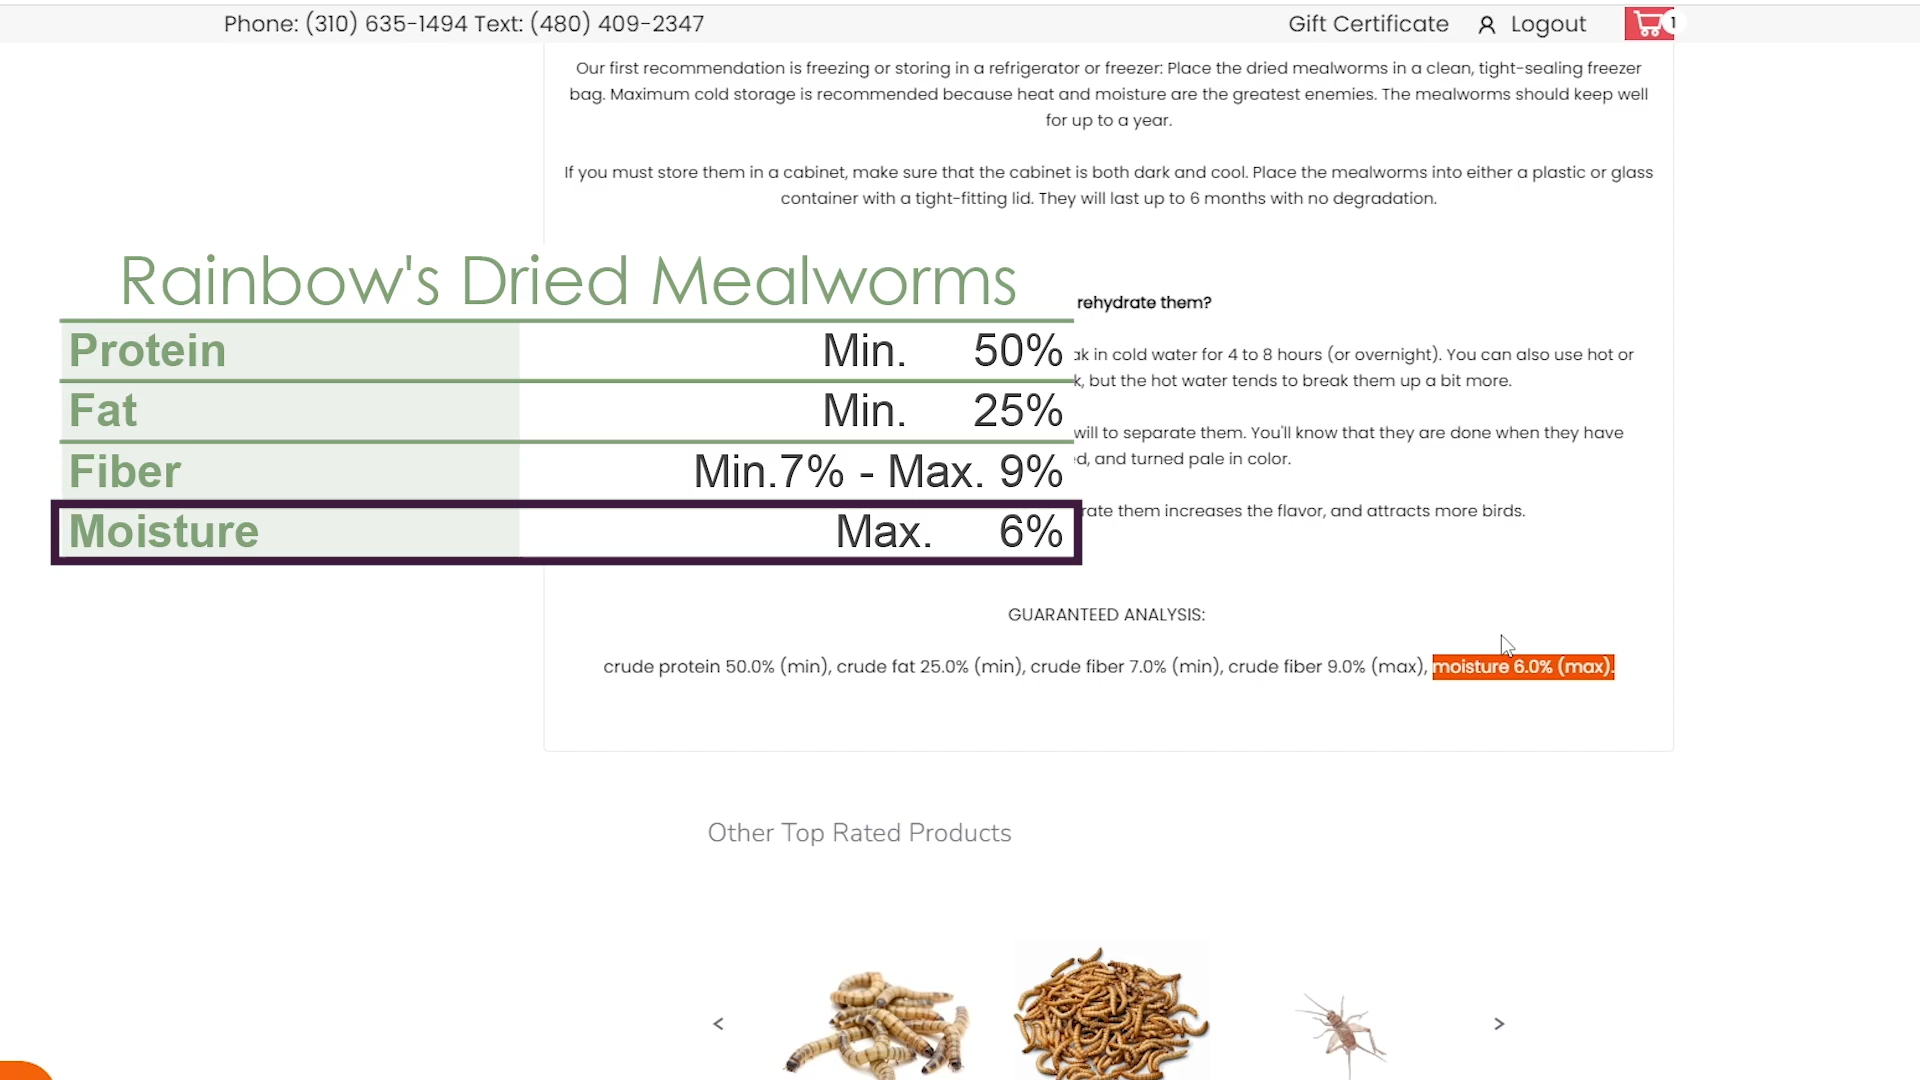 Phone: (310) 635-1494 Text: (480) 409-2347
Gift Certificate Logout 1
Our first recommendation is freezing or storing in a refrigerator or freezer: Place the dried mealworms in a clean, tight-sealing freezer
bag. Maximum cold storage is recommended because heat and moisture are the greatest enemies. The mealworms should keep well
for up to a year.
If you must store them in a cabinet, make sure that the cabinet is both dark and cool. Place the mealworms into either a plastic or glass
container with a tight-fitting lid. They will last up to 6 months with no degradation.
Rainbow's Dried Mealworms
Protein Min. 50%
Fat Min. 25%
Fiber Min.7% - Max. 9%
Moisture Max. 6%
rehydrate them?
in cold water for 4 to 8 hours (or overnight). You can also use hot or
, but the hot water tends to break them up a bit more.
will to separate them. You'll know that they are done when they have
, and turned pale in color.
them increases the flavor, and attracts more birds.
GUARANTEED ANALYSIS:
crude protein 50.0% (min), crude fat 25.0% (min), crude fiber 7.0% (min), crude fiber 9.0% (max), moisture 6.0% (max).
Other Top Rated Products
< >